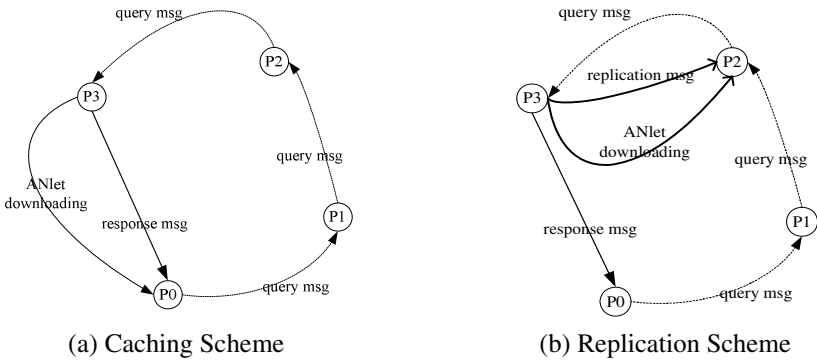 query msg
P2
P3
query msg
ANlet
downloading
response msg
P1
P0
query msg
(a) Caching Scheme
query msg
P2
replication msg
P3
ANlet
downloading
query msg
response msg
P1
P0
query msg
(b) Replication Scheme